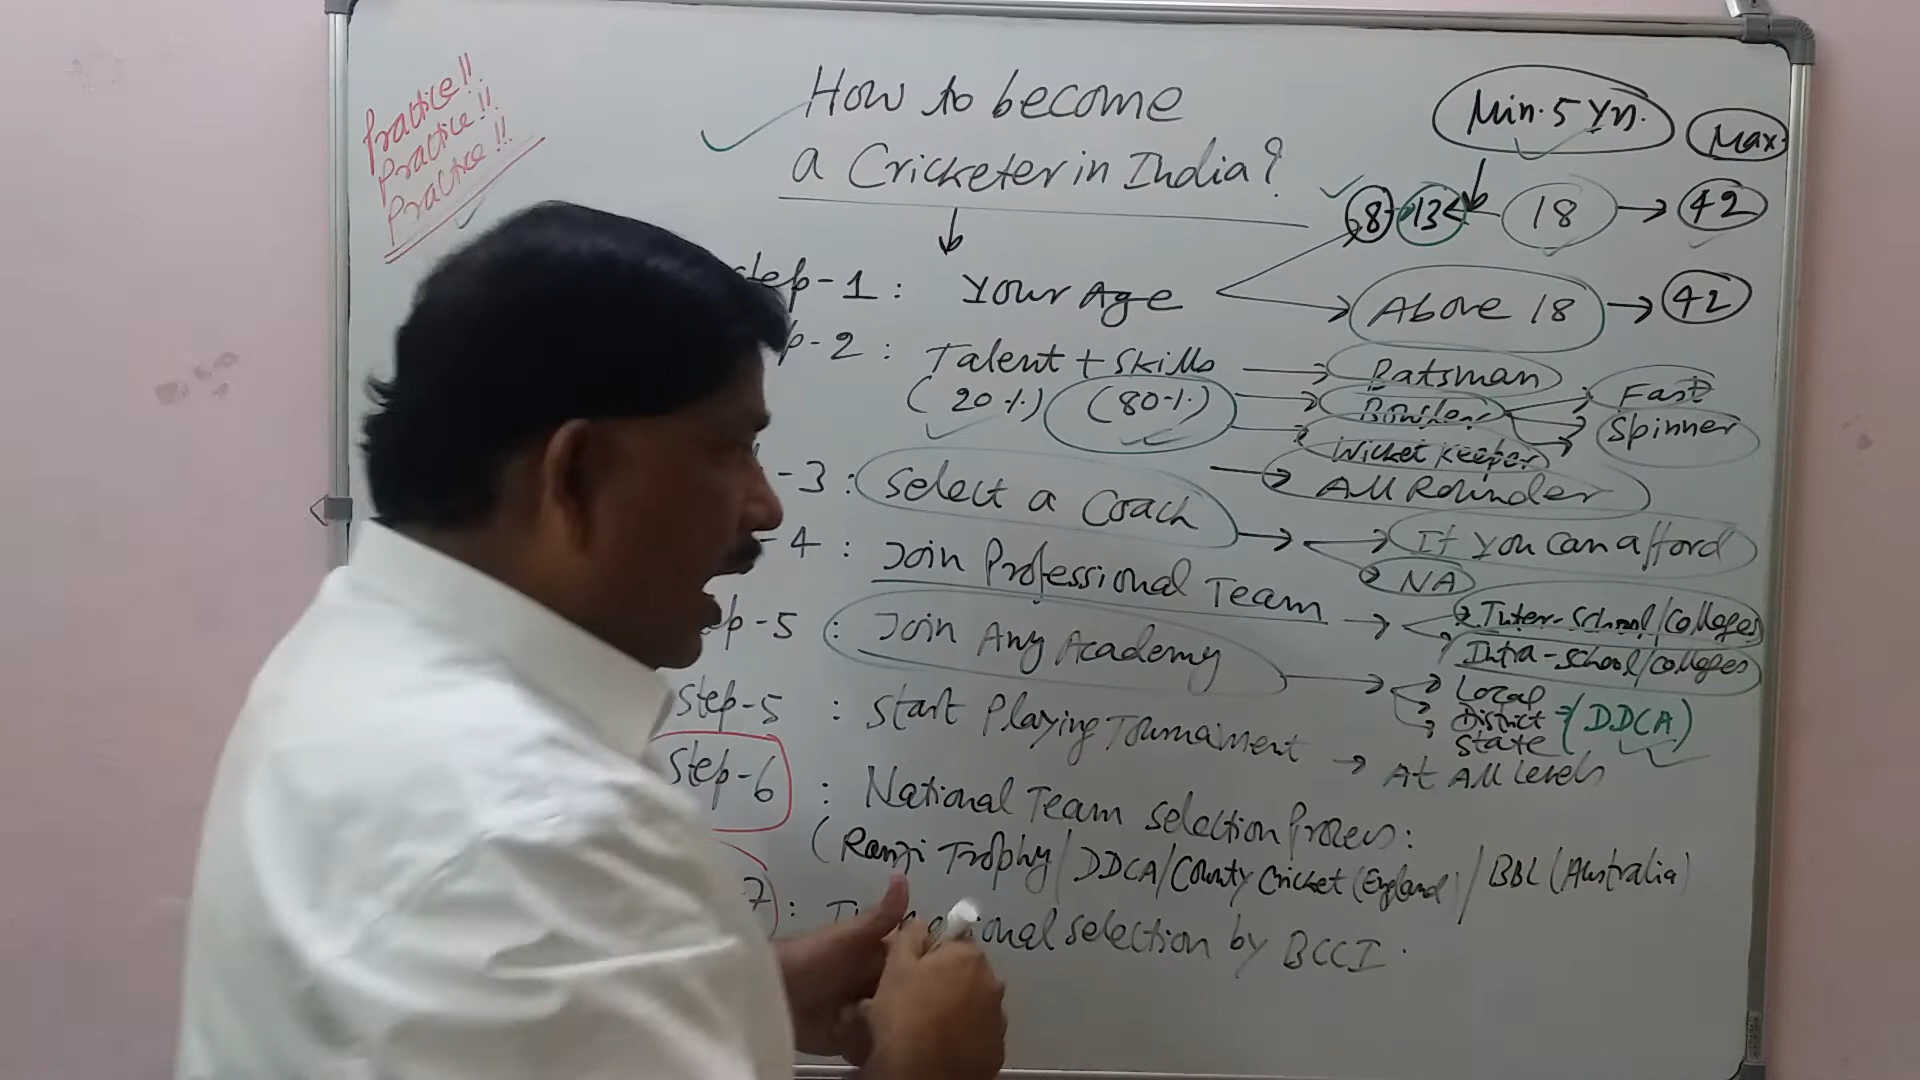 Practice!!
Practice!!
Practice!!
How to become
a Cricketer in India?
Min. 5 Yrs.
Max.
8 13 18 → 42
Step-1: Your Age
Above 18 → 42
p-2: Talent + Skills
(20%) (80%)
Batsman
Bowler
Fast
Spinner
Wicket Keeper
All Rounder
-3: Select a Coach
If You can afford
NA
-4: Join Professional Team
Inter-School/Colleges
Intra-School/Colleges
ep-5: Join Any Academy
Local
District
State
(DDCA)
Step-5: Start Playing Tournament → At All levels
Step-6: National Team Selection Process:
(Ranji Trophy/DDCA/County Cricket (England)/BBL (Australia)
7: onal selection by BCCI.